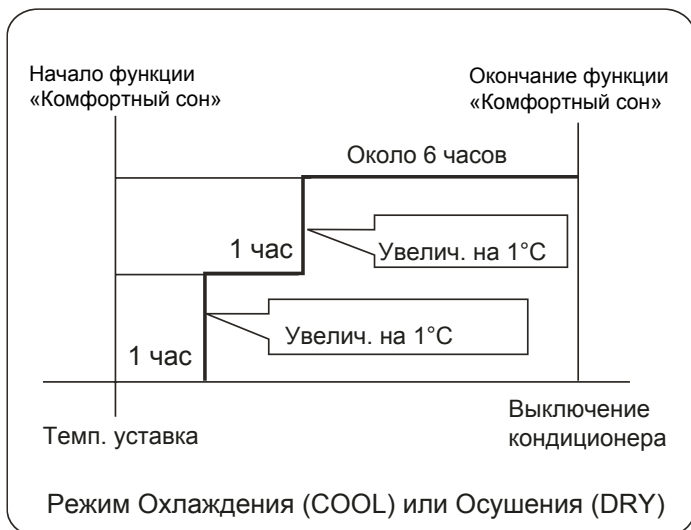 Начало функции
«Комфортный сон»
Окончание функции
«Комфортный сон»
Около 6 часов
1 час
Увелич. на 1°C
Увелич. на 1°C
1 час
Темп. уставка
Выключение
кондиционера
Режим Охлаждения (COOL) или Осушения (DRY)